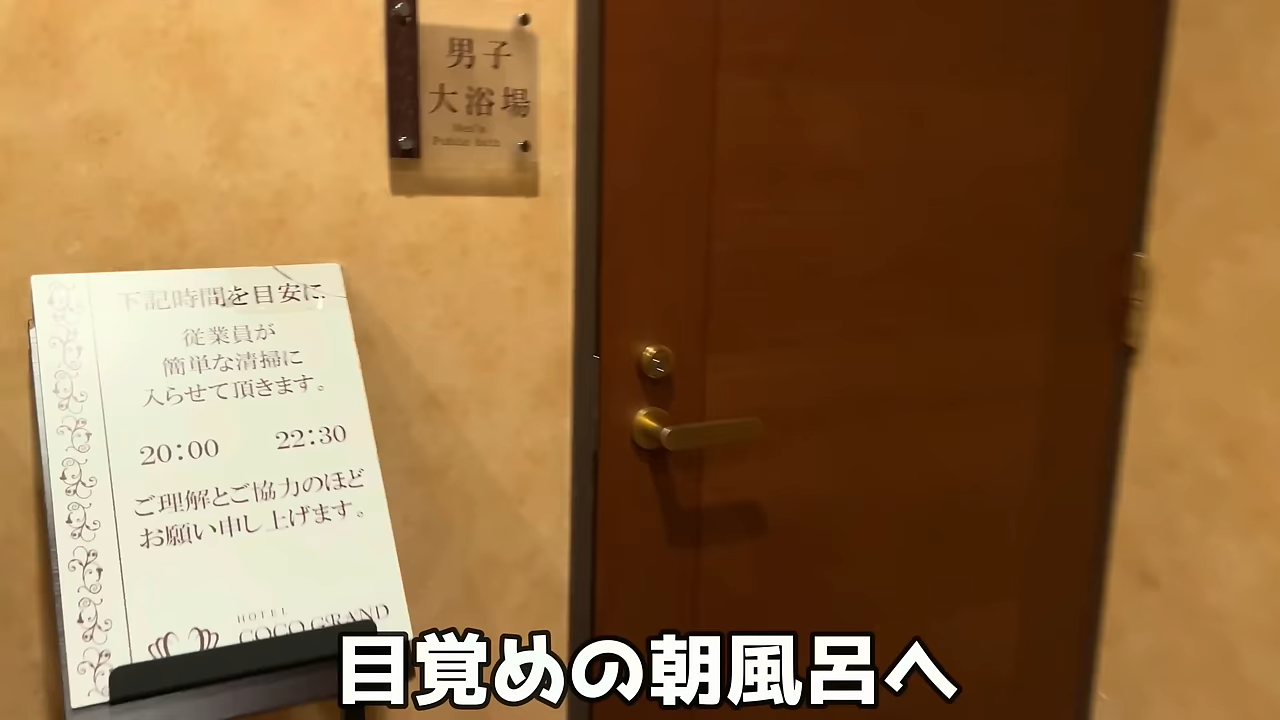 男子
大浴場
Men's
Public Bath
下記時間を目安に
従業員が
簡単な清掃に
入らせて頂きます。
20:00 22:30
ご理解とご協力のほど
お願い申し上げます。
HOTEL
COCO GRAND
目覚めの朝風呂へ